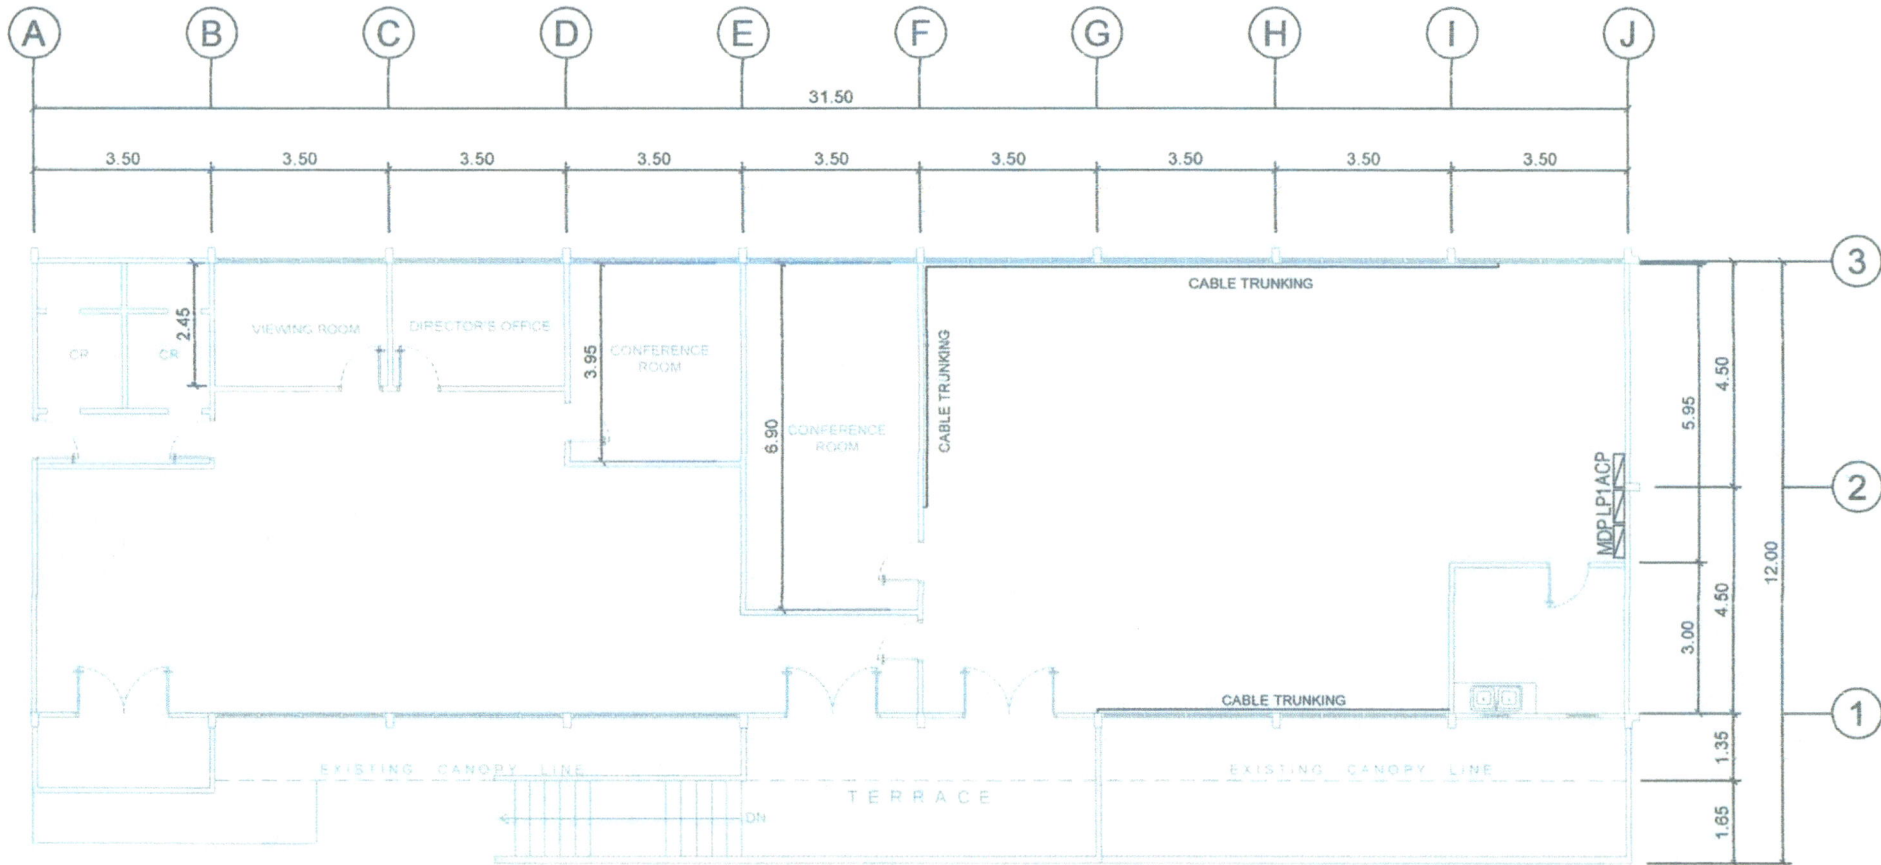 A B C D E F G H I J
31.50
3.50 3.50 3.50 3.50 3.50 3.50 3.50 3.50 3.50
3
CABLE TRUNKING
2.45
VIEWING ROOM
DIRECTOR'S OFFICE
CR
CR
3.95
CONFERENCE
ROOM
CABLE TRUNKING
4.50
5.95
6.90
CONFERENCE
ROOM
MDP LP1 ACP
2
12.00
4.50
3.00
CABLE TRUNKING
1
1.35
EXISTING CANOPY LINE
EXISTING CANOPY LINE
TERRACE
DN
1.65